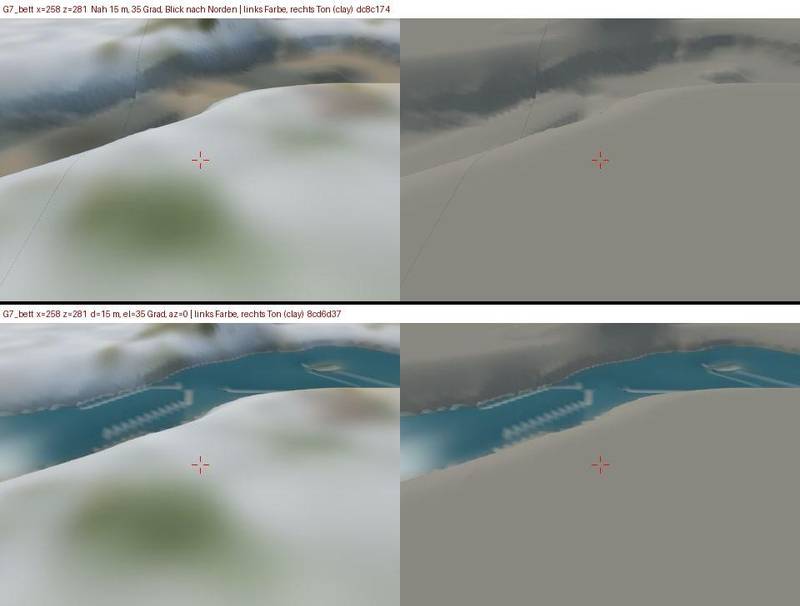 G7_bett x=258 z=281 Nah 15 m, 35 Grad, Blick nach Norden | links Farbe, rechts Ton (clay) dc8c174
G7_bett x=258 z=281 d=15 m, el=35 Grad, az=0 | links Farbe, rechts Ton (clay) 8cd6d37